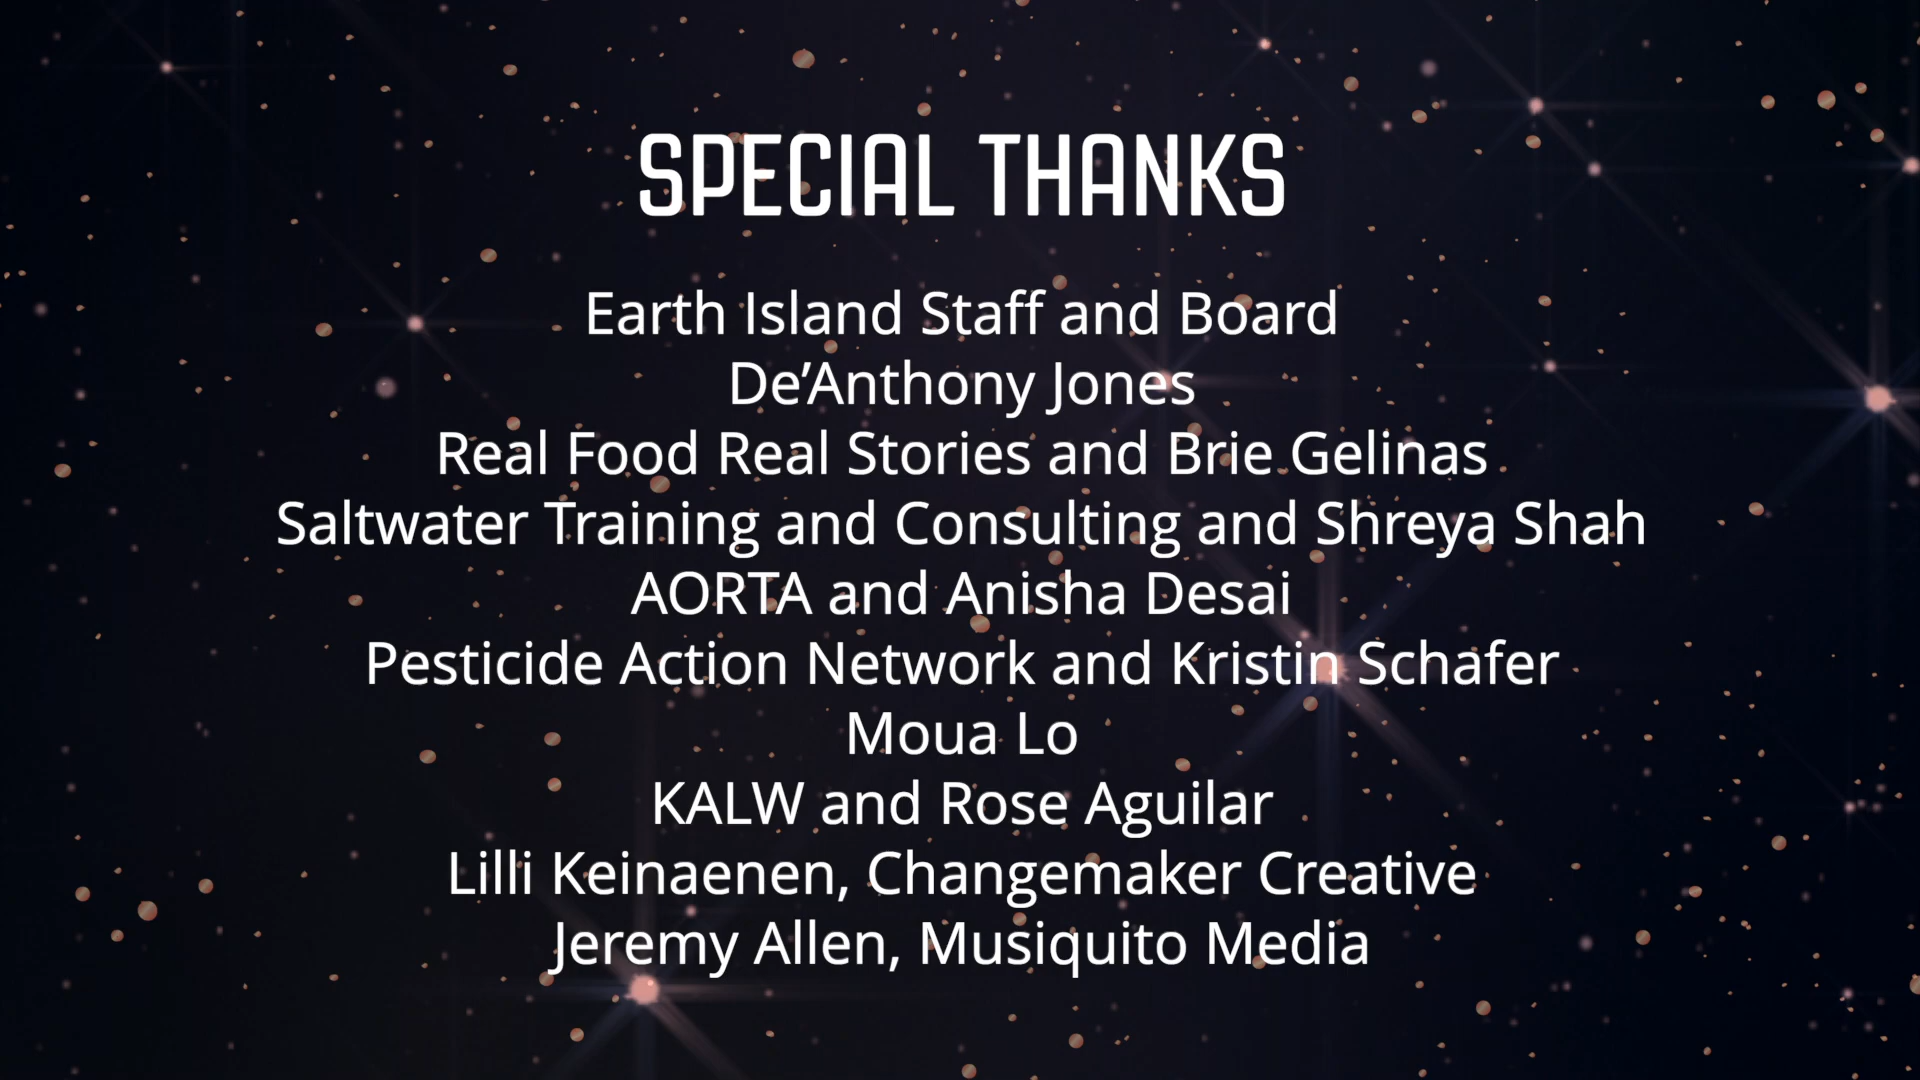 SPECIAL THANKS
Earth Island Staff and Board
De’Anthony Jones
Real Food Real Stories and Brie Gelinas
Saltwater Training and Consulting and Shreya Shah
AORTA and Anisha Desai
Pesticide Action Network and Kristin Schafer
Moua Lo
KALW and Rose Aguilar
Lilli Keinaenen, Changemaker Creative
Jeremy Allen, Musiquito Media